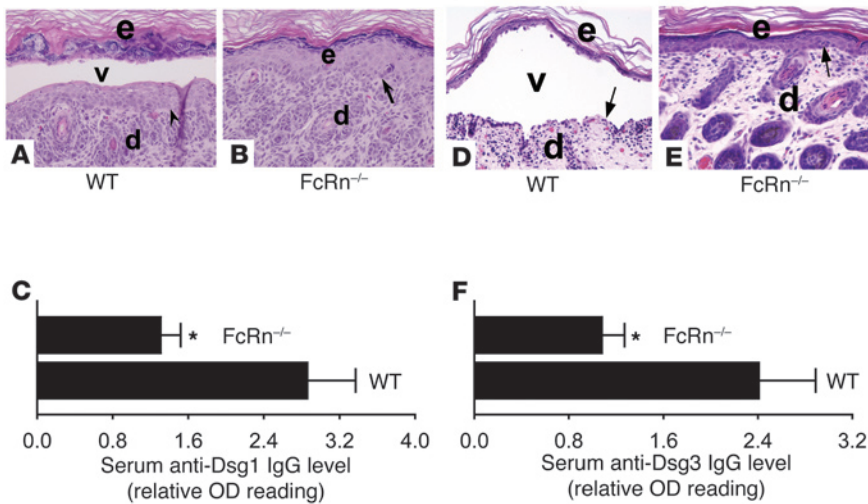 e
v
d
A
WT
e
d
B
FcRn–/–
e
v
d
D
WT
e
d
E
FcRn–/–
C
* FcRn–/–
WT
0.0 0.8 1.6 2.4 3.2 4.0
Serum anti-Dsg1 IgG level
(relative OD reading)
F
* FcRn–/–
WT
0.0 0.8 1.6 2.4 3.2
Serum anti-Dsg3 IgG level
(relative OD reading)